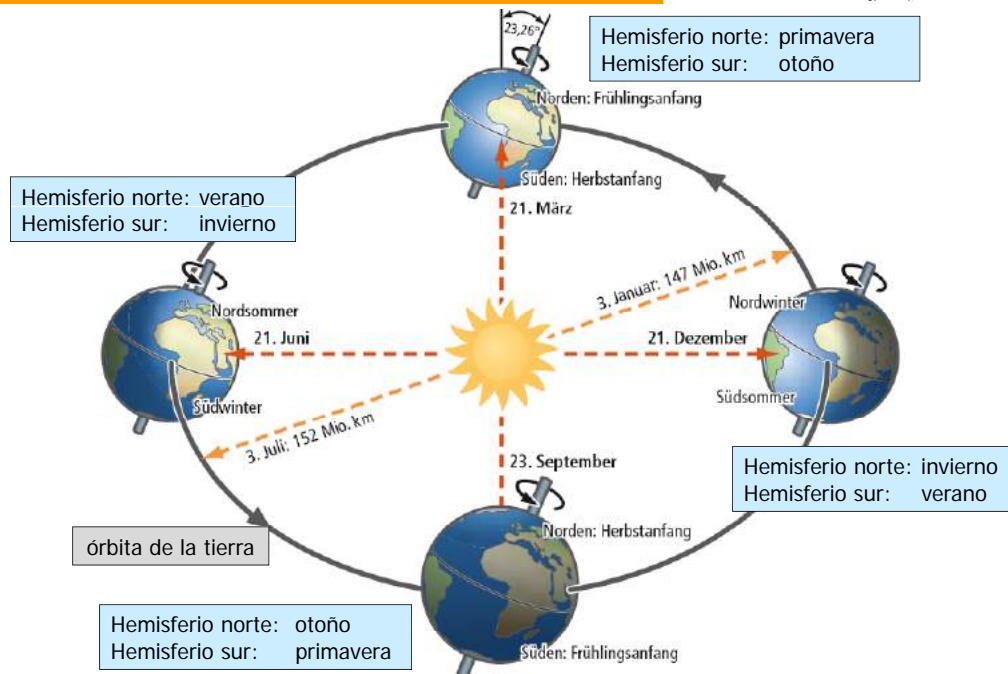 23,26°
Hemisferio norte: primavera
Hemisferio sur: otoño
Norden: Frühlingsanfang
Süden: Herbstanfang
21. März
Hemisferio norte: verano
Hemisferio sur: invierno
3. Januar: 147 Mio. km
Nordsommer
Nordwinter
21. Juni
21. Dezember
Südwinter
Südsommer
3. Juli: 152 Mio. km
23. September
Hemisferio norte: invierno
Hemisferio sur: verano
Norden: Herbstanfang
órbita de la tierra
Hemisferio norte: otoño
Hemisferio sur: primavera
Süden: Frühlingsanfang